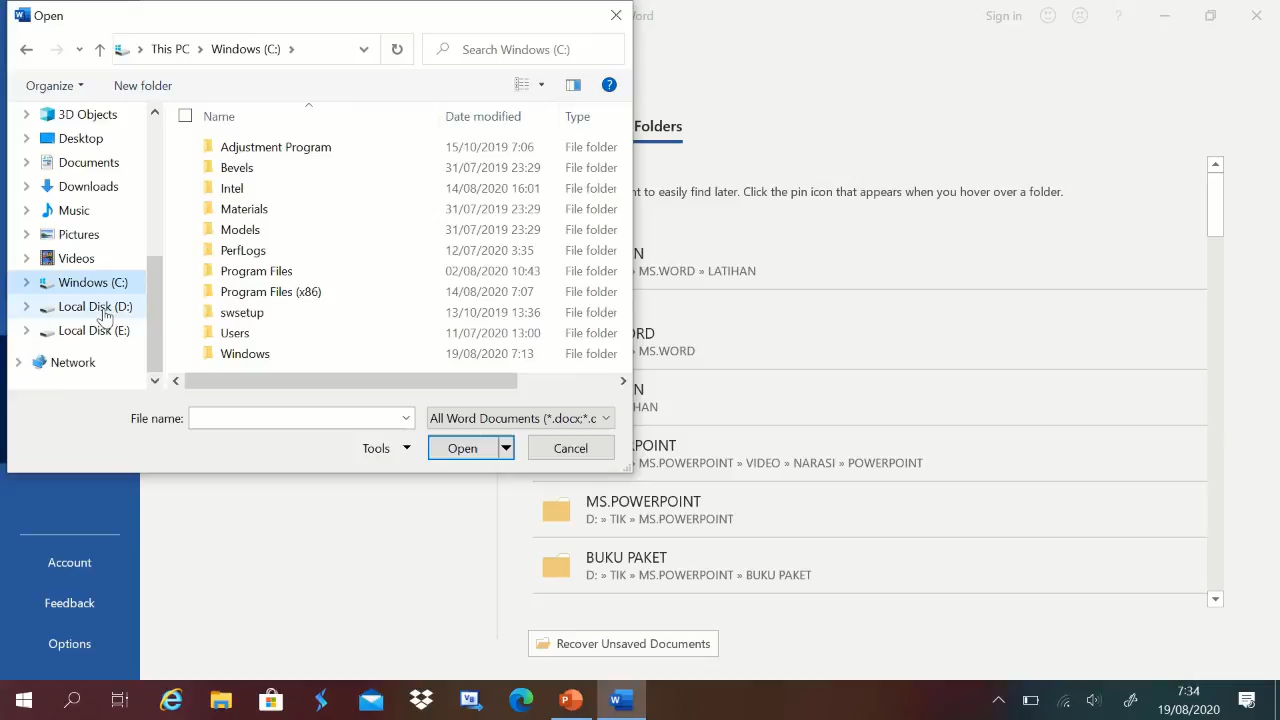 Open
ord
Sign in
This PC
Windows (C:)
Search Windows (C:)
Organize
New folder
3D Objects
Desktop
Documents
Downloads
Music
Pictures
Videos
Windows (C:)
Local Disk (D:)
Local Disk (E:)
Network
Name
Date modified
Type
Adjustment Program 15/10/2019 7:06 File folder
Bevels 31/07/2019 23:29 File folder
Intel 14/08/2020 16:01 File folder
Materials 31/07/2019 23:29 File folder
Models 31/07/2019 23:29 File folder
PerfLogs 12/07/2020 3:35 File folder
Program Files 02/08/2020 10:43 File folder
Program Files (x86) 14/08/2020 7:07 File folder
swsetup 13/10/2019 13:36 File folder
Users 11/07/2020 13:00 File folder
Windows 19/08/2020 7:13 File folder
File name:
All Word Documents (*.docx;*.c
Tools
Open
Cancel
Folders
nt to easily find later. Click the pin icon that appears when you hover over a folder.
N
» MS.WORD » LATIHAN
RD
» MS.WORD
N
HAN
POINT
» MS.POWERPOINT » VIDEO » NARASI » POWERPOINT
MS.POWERPOINT
D: » TIK » MS.POWERPOINT
BUKU PAKET
D: » TIK » MS.POWERPOINT » BUKU PAKET
Recover Unsaved Documents
Account
Feedback
Options
7:34
19/08/2020